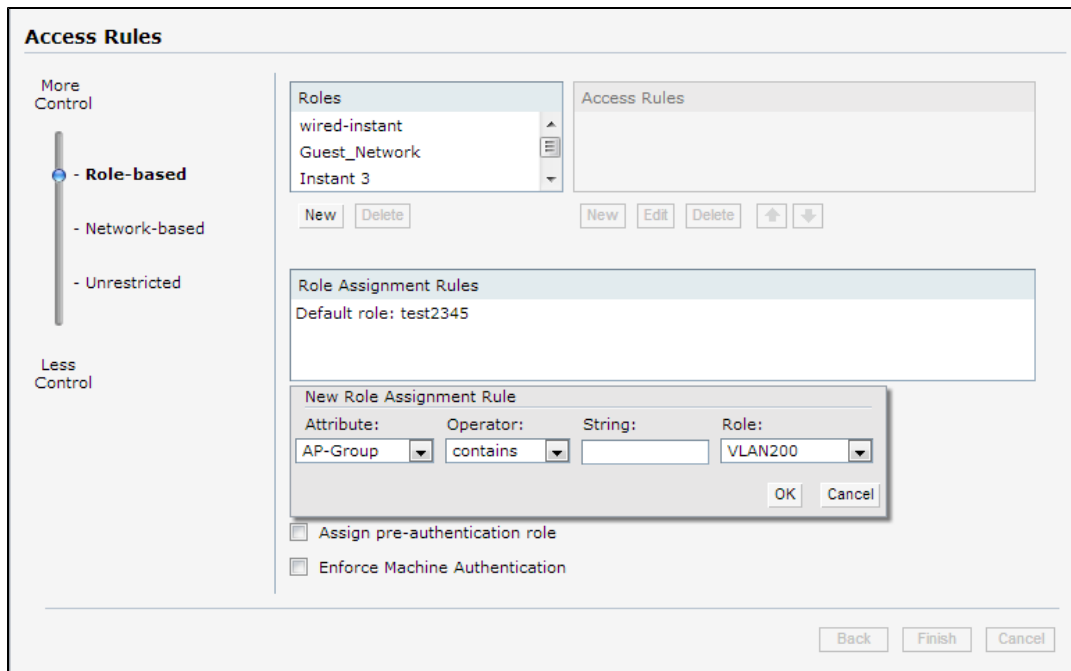 Access Rules
More
Control
- Role-based
- Network-based
- Unrestricted
Less
Control
Roles
wired-instant
Guest_Network
Instant 3
New Delete
Access Rules
New Edit Delete
Role Assignment Rules
Default role: test2345
New Role Assignment Rule
Attribute: Operator: String: Role:
AP-Group contains VLAN200
OK Cancel
Assign pre-authentication role
Enforce Machine Authentication
Back Finish Cancel